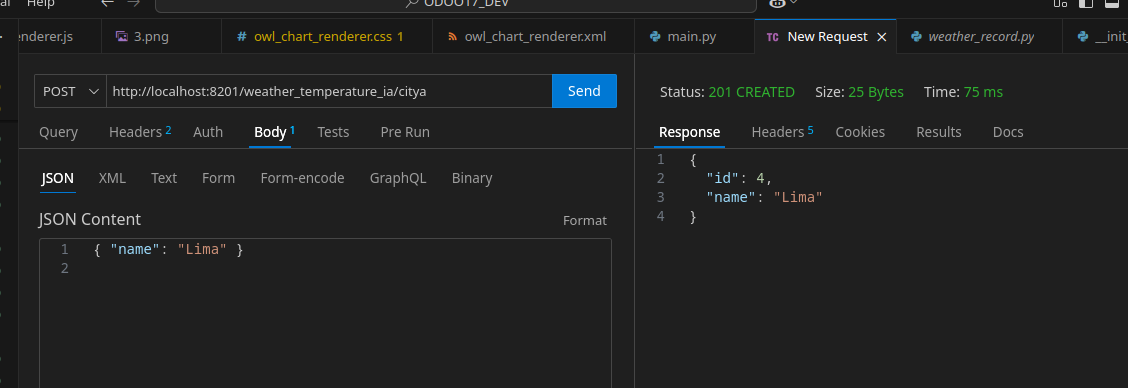 al Help ODOO17_DEV
enderer.js 3.png # owl_chart_renderer.css 1 owl_chart_renderer.xml main.py TC New Request × weather_record.py __init_
POST http://localhost:8201/weather_temperature_ia/citya Send
Status: 201 CREATED Size: 25 Bytes Time: 75 ms
Query Headers 2 Auth Body 1 Tests Pre Run
Response Headers 5 Cookies Results Docs
JSON XML Text Form Form-encode GraphQL Binary
JSON Content Format
1 { "name": "Lima" }
2
1 {
2 "id": 4,
3 "name": "Lima"
4 }